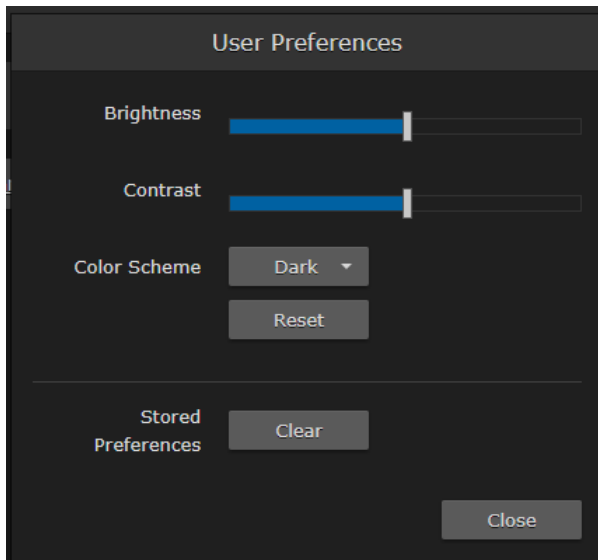 User Preferences
Brightness
Contrast
Color Scheme Dark
Reset
Stored
Preferences
Clear
Close